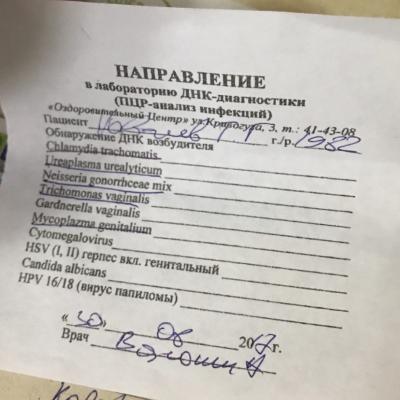 НАПРАВЛЕНИЕ
в лабораторию ДНК-диагностики
(ПЦР-анализ инфекций)
«Оздоровительный Центр» ул.Кривогуза, 3, т.: 41-43-08
Пациент г./р. 1982
Обнаружение ДНК возбудителя
Chlamydia trachomatis
Ureaplasma urealyticum
Neisseria gonorrhceae mix
Trichomonas vaginalis
Gardnerella vaginalis
Mycoplazma genitalium
Cytomegalovirus
HSV (I, II) герпес вкл. генитальный
Candida albicans
HPV 16/18 (вирус папиломы)
«30» 08 2017г.
Врач